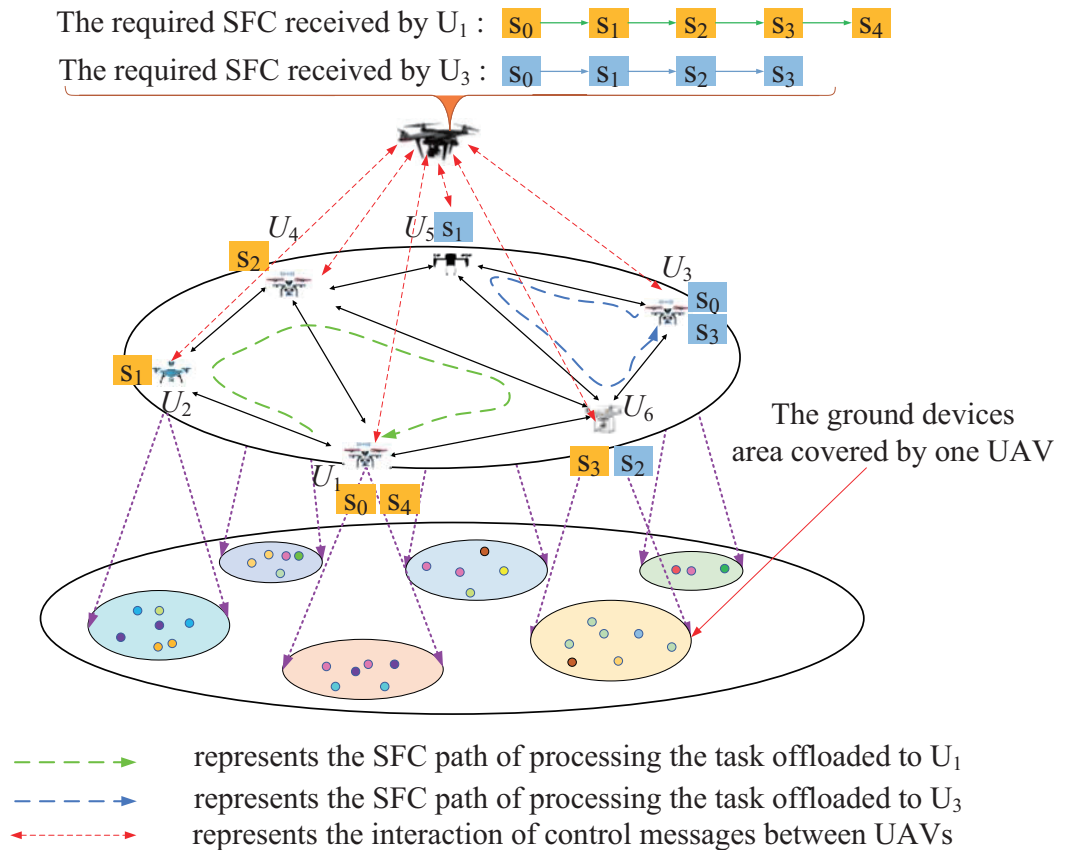 The required SFC received by U1 : s0 s1 s2 s3 s4
The required SFC received by U3 : s0 s1 s2 s3
U4
U5 s1
s2
U3
s0
s3
s1
U2
U6
The ground devices
area covered by one UAV
s3 s2
U1
s0 s4
represents the SFC path of processing the task offloaded to U1
represents the SFC path of processing the task offloaded to U3
represents the interaction of control messages between UAVs